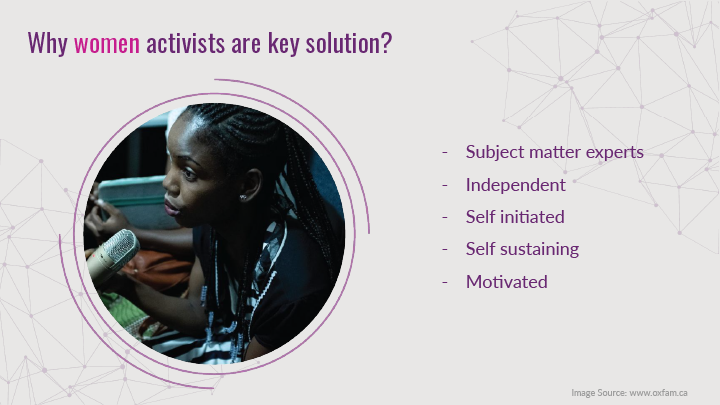 Why women activists are key solution?
- Subject matter experts
- Independent
- Self initiated
- Self sustaining
- Motivated
Image Source: www.oxfam.ca